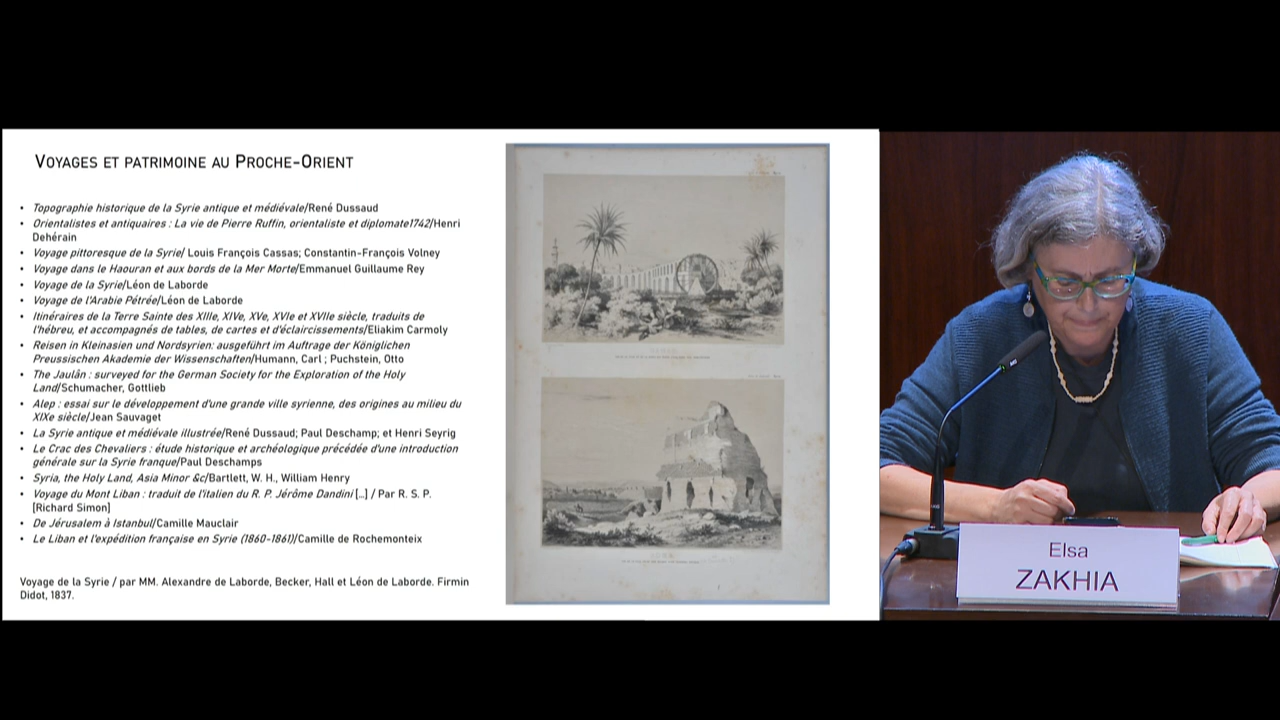 VOYAGES ET PATRIMOINE AU PROCHE-ORIENT
• Topographie historique de la Syrie antique et médiévale/René Dussaud
• Orientalistes et antiquaires : La vie de Pierre Ruffin, orientaliste et diplomate1742/Henri
Dehérain
• Voyage pittoresque de la Syrie/ Louis François Cassas; Constantin-François Volney
• Voyage dans le Haouran et aux bords de la Mer Morte/Emmanuel Guillaume Rey
• Voyage de la Syrie/Léon de Laborde
• Voyage de l'Arabie Pétrée/Léon de Laborde
• Itinéraires de la Terre Sainte des XIIIe, XIVe, XVe, XVIe et XVIIe siècle, traduits de
l'hébreu, et accompagnés de tables, de cartes et d'éclaircissements/Eliakim Carmoly
• Reisen in Kleinasien und Nordsyrien: ausgeführt im Auftrage der Königlichen
Preussischen Akademie der Wissenschaften/Humann, Carl ; Puchstein, Otto
• The Jaulân : surveyed for the German Society for the Exploration of the Holy
Land/Schumacher, Gottlieb
• Alep : essai sur le développement d'une grande ville syrienne, des origines au milieu du
XIXe siècle/Jean Sauvaget
• La Syrie antique et médiévale illustrée/René Dussaud; Paul Deschamp; et Henri Seyrig
• Le Crac des Chevaliers : étude historique et archéologique précédée d'une introduction
générale sur la Syrie franque/Paul Deschamps
• Syria, the Holy Land, Asia Minor &c/Bartlett, W. H., William Henry
• Voyage du Mont Liban : traduit de l'italien du R. P. Jérôme Dandini [...] / Par R. S. P.
[Richard Simon]
• De Jérusalem à Istanbul/Camille Mauclair
• Le Liban et l'expédition française en Syrie (1860-1861)/Camille de Rochemonteix
Voyage de la Syrie / par MM. Alexandre de Laborde, Becker, Hall et Léon de Laborde. Firmin
Didot, 1837.
Elsa
ZAKHIA